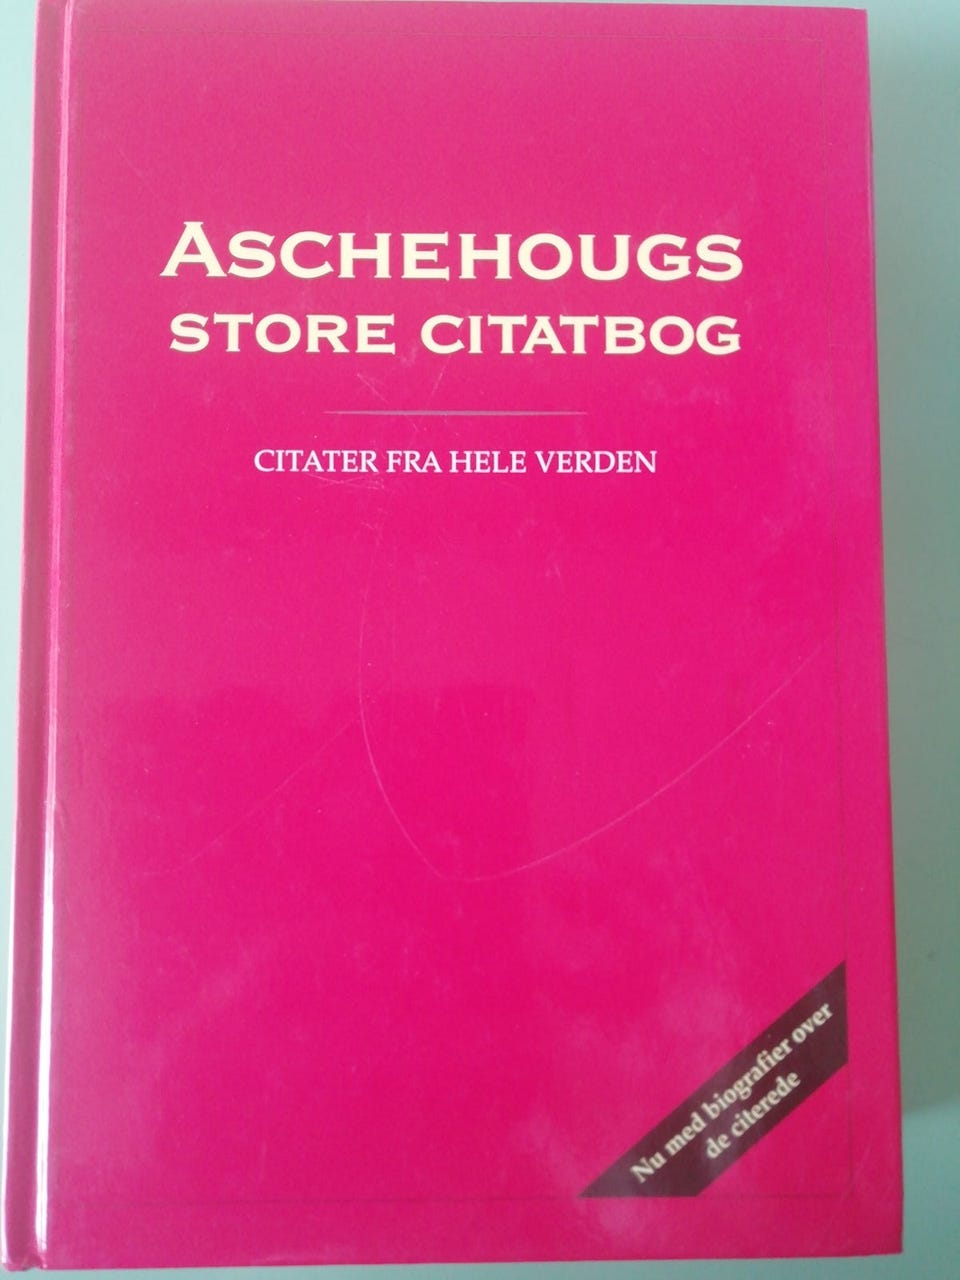 ASCHEHOUGS
STORE CITATBOG
CITATER FRA HELE VERDEN
Nu med biografier over
de citerede